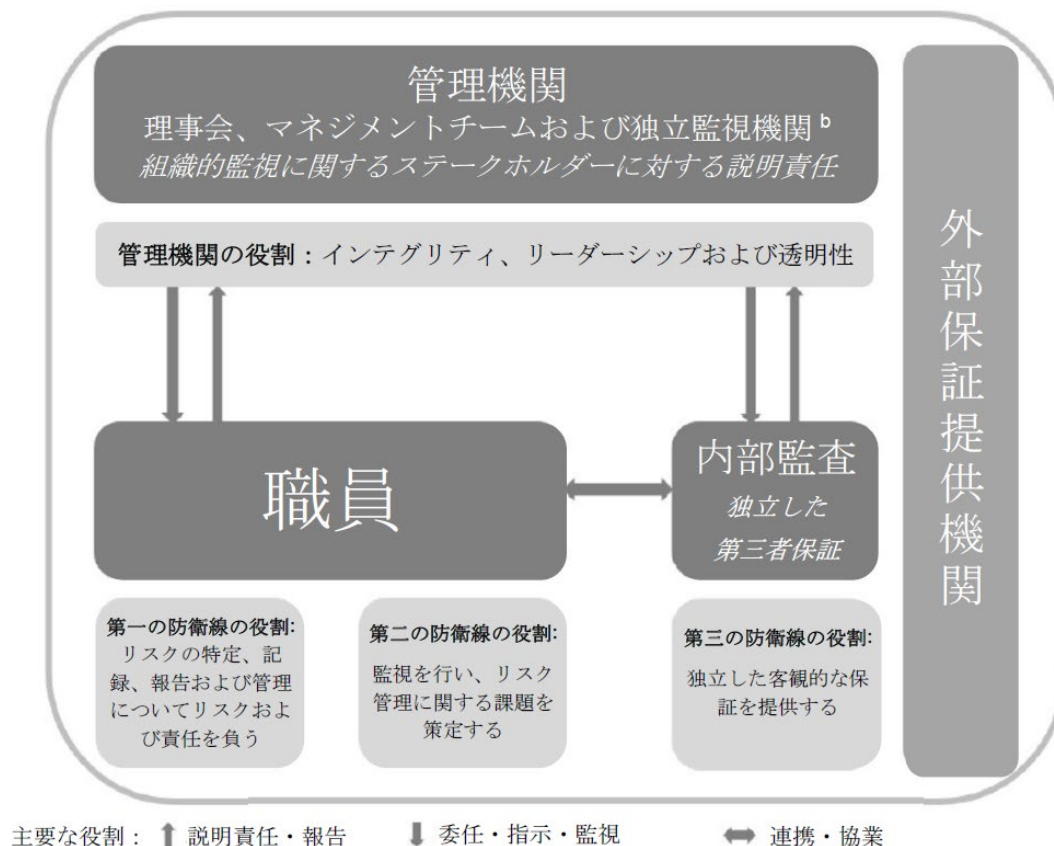 管理機関
理事会、マネジメントチームおよび独立監視機関 b
組織的監視に関するステークホルダーに対する説明責任
管理機関の役割：インテグリティ、リーダーシップおよび透明性
職員
内部監査
独立した
第三者保証
第一の防衛線の役割:
リスクの特定、記
録、報告および管理
についてリスクおよ
び責任を負う
第二の防衛線の役割:
監視を行い、リスク
管理に関する課題を
策定する
第三の防衛線の役割:
独立した客観的な保
証を提供する
外部保証提供機関
主要な役割： 説明責任・報告 委任・指示・監視 連携・協業